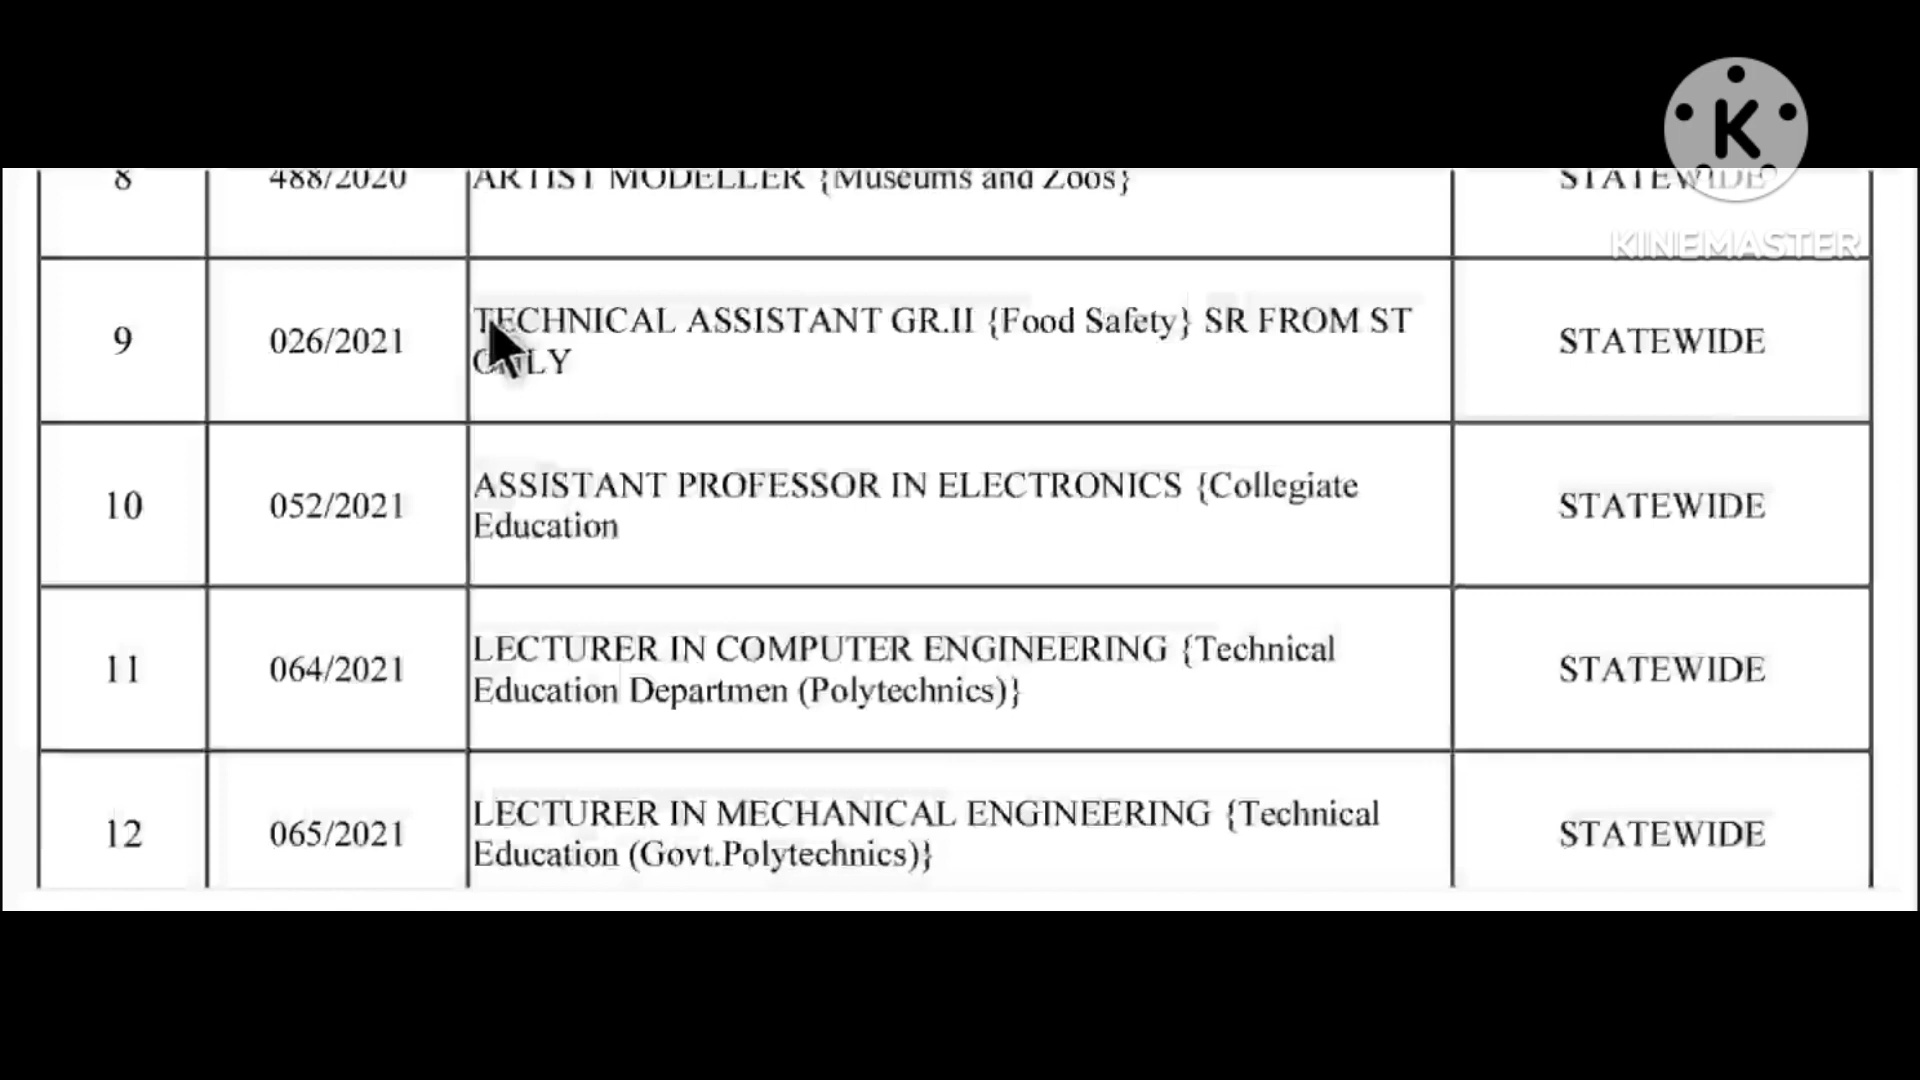 K
8 488/2020 ARTIST MODELLER {Museums and Zoos} STATEWIDE
KINEMASTER
TECHNICAL ASSISTANT GR.II {Food Safety} SR FROM ST
9 026/2021 STATEWIDE
ONLY
ASSISTANT PROFESSOR IN ELECTRONICS {Collegiate
10 052/2021 STATEWIDE
Education
LECTURER IN COMPUTER ENGINEERING {Technical
11 064/2021 STATEWIDE
Education Departmen (Polytechnics)}
LECTURER IN MECHANICAL ENGINEERING {Technical
12 065/2021 STATEWIDE
Education (Govt.Polytechnics)}